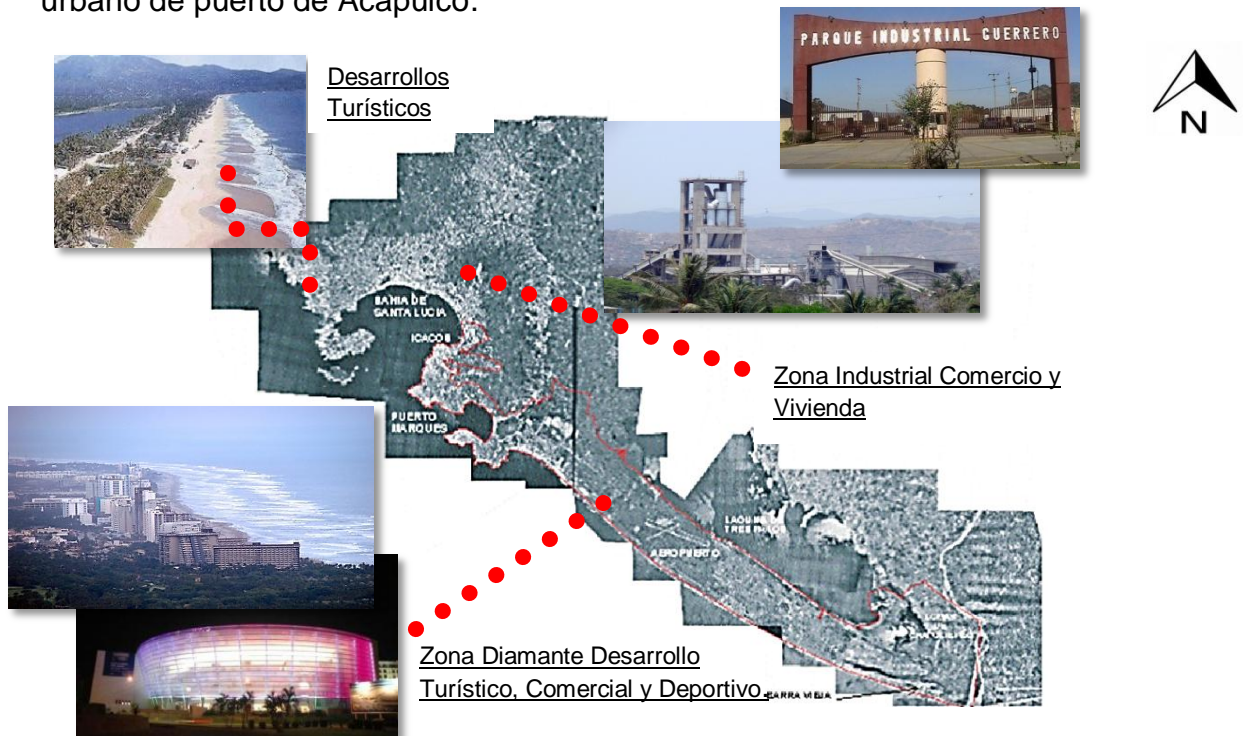 urbano de puerto de Acapulco.
PARQUE INDUSTRIAL GUERRERO
N
Desarrollos
Turísticos
BAHIA DE
SANTA LUCIA
ICACOS
PUERTO
MARQUES
Zona Industrial Comercio y
Vivienda
LAGUNA DE
TRES PALOS
AEROPUERTO
Zona Diamante Desarrollo
Turístico, Comercial y Deportivo.
BARRA VIEJA